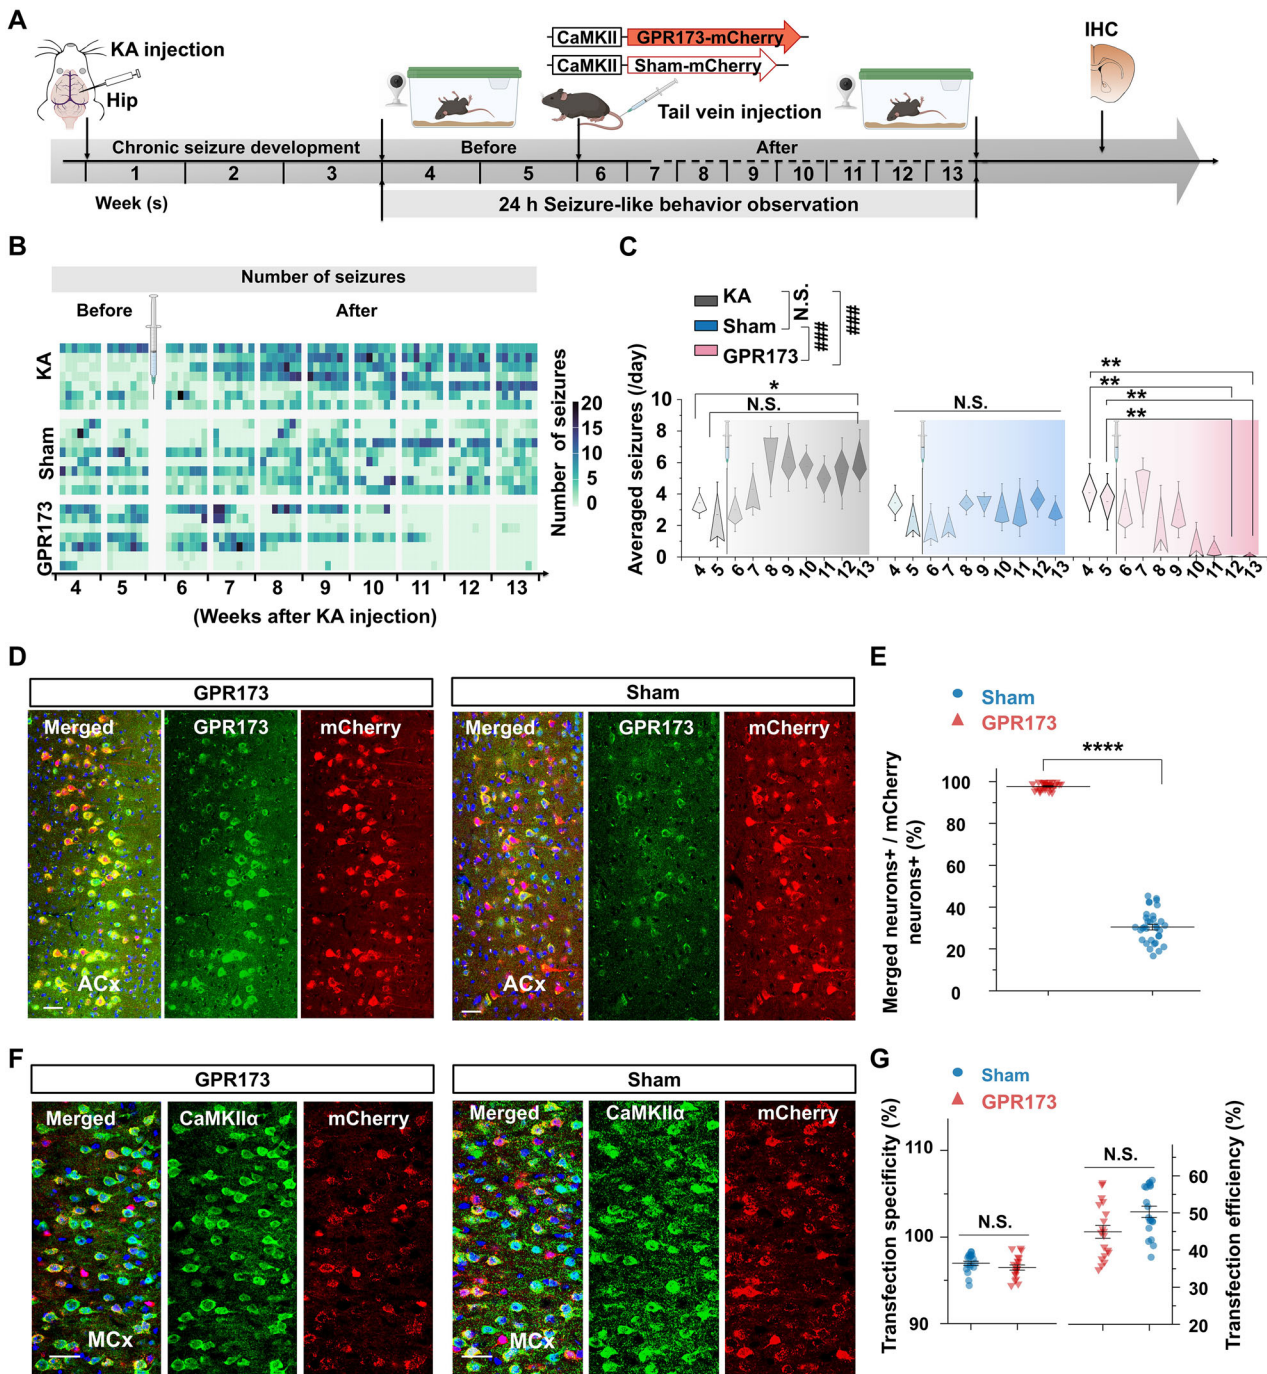 A
KA injection
Hip
CaMKII GPR173-mCherry
CaMKII Sham-mCherry
Tail vein injection
IHC
Chronic seizure development
Before
After
1 2 3 4 5 6 7 8 9 10 11 12 13
Week (s)
24 h Seizure-like behavior observation
B
Number of seizures
Before
After
KA
Sham
GPR173
4 5 6 7 8 9 10 11 12 13
(Weeks after KA injection)
20
15
10
5
0
Number of seizures
C
KA
Sham
GPR173
N.S.
###
###
Averaged seizures (/day)
10
8
6
4
2
0
*
N.S.
N.S.
**
**
**
**
4 5 6 7 8 9 10 11 12 13
4 5 6 7 8 9 10 11 12 13
4 5 6 7 8 9 10 11 12 13
D
GPR173
Merged
GPR173
mCherry
ACx
Sham
Merged
GPR173
mCherry
ACx
E
Sham
GPR173
****
Merged neurons+ / mCherry
neurons+ (%)
100
80
60
40
20
0
F
GPR173
Merged
CaMKIIα
mCherry
MCx
Sham
Merged
CaMKIIα
mCherry
MCx
G
Sham
GPR173
Transfection specificity (%)
110
100
90
N.S.
N.S.
60
50
40
30
20
Transfection efficiency (%)